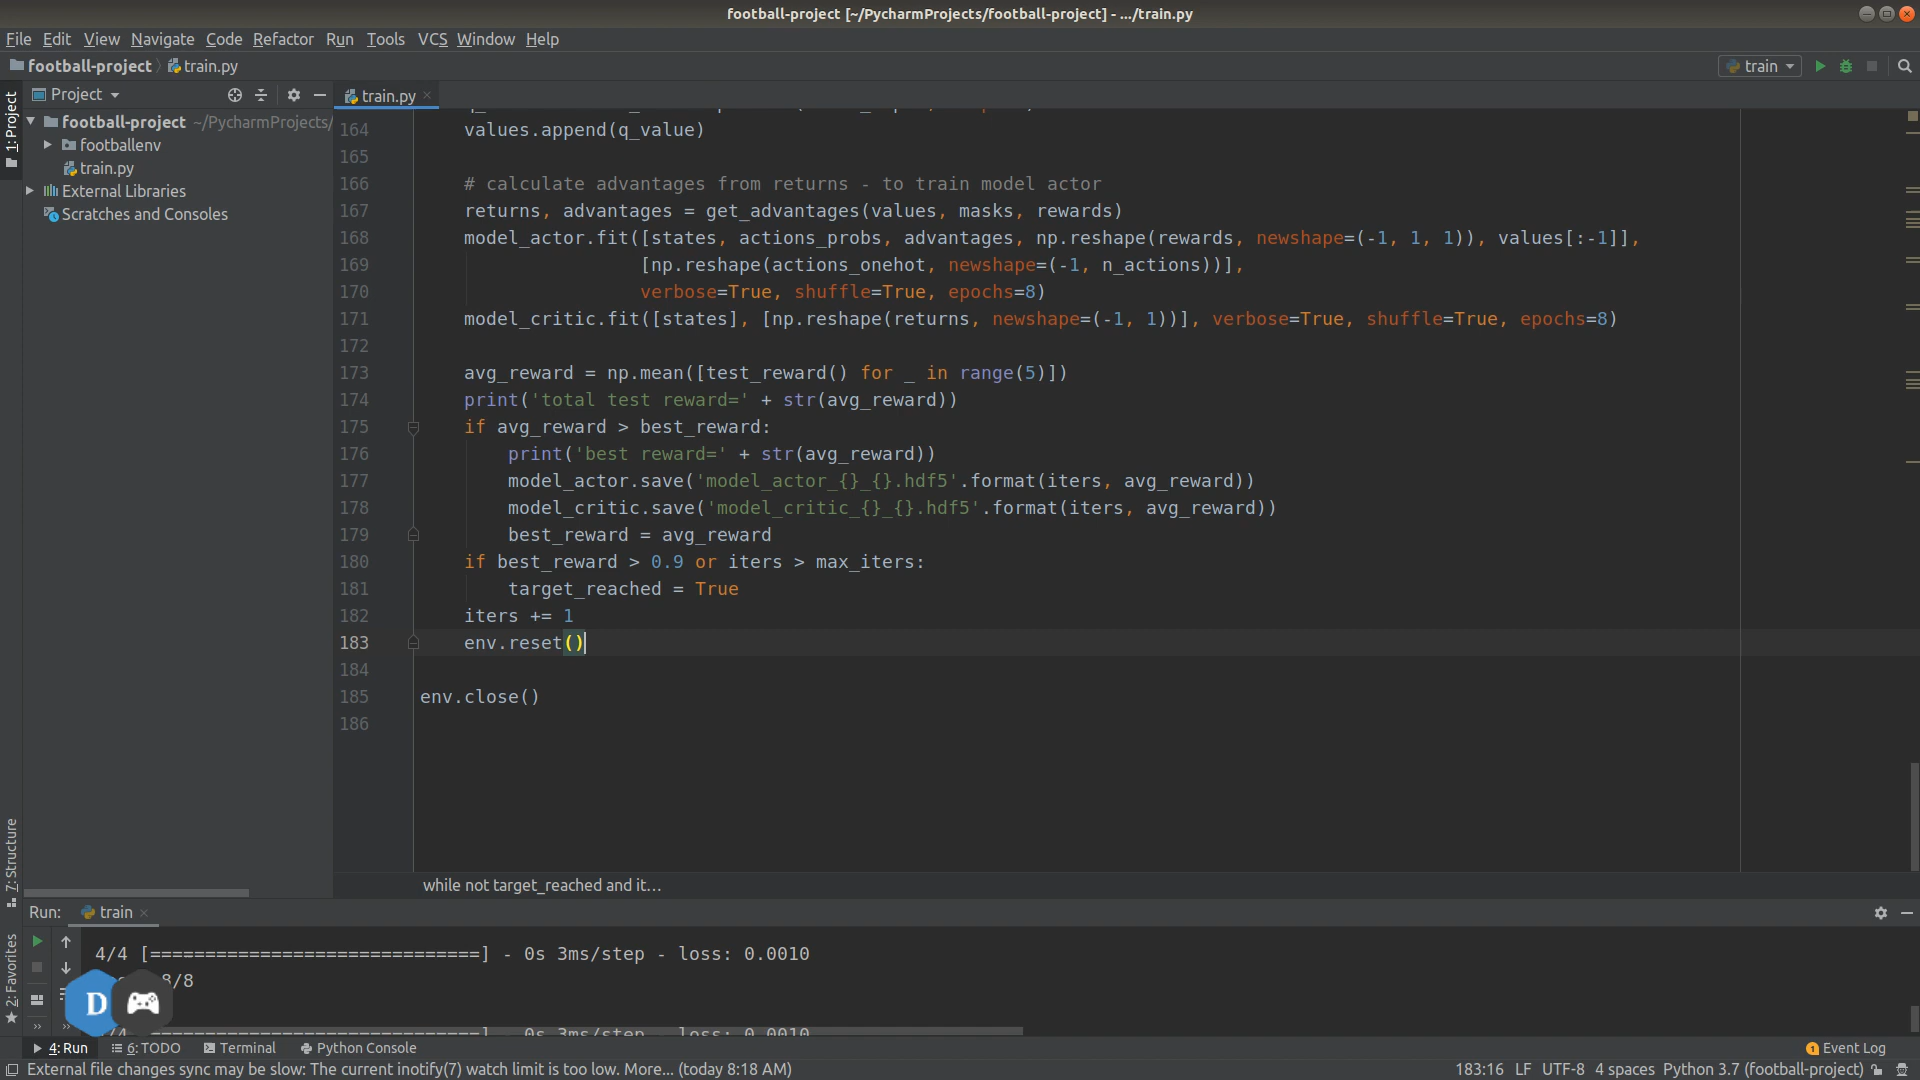 football-project [~/PycharmProjects/football-project] - .../train.py
File Edit View Navigate Code Refactor Run Tools VCS Window Help
football-project train.py train
Project train.py
1: Project
football-project ~/PycharmProjects/
footballenv
train.py
External Libraries
Scratches and Consoles
164 values.append(q_value)
165
166 # calculate advantages from returns - to train model actor
167 returns, advantages = get_advantages(values, masks, rewards)
168 model_actor.fit([states, actions_probs, advantages, np.reshape(rewards, newshape=(-1, 1, 1)), values[:-1]],
169 [np.reshape(actions_onehot, newshape=(-1, n_actions))],
170 verbose=True, shuffle=True, epochs=8)
171 model_critic.fit([states], [np.reshape(returns, newshape=(-1, 1))], verbose=True, shuffle=True, epochs=8)
172
173 avg_reward = np.mean([test_reward() for _ in range(5)])
174 print('total test reward=' + str(avg_reward))
175 if avg_reward > best_reward:
176 print('best reward=' + str(avg_reward))
177 model_actor.save('model_actor_{}_{}.hdf5'.format(iters, avg_reward))
178 model_critic.save('model_critic_{}_{}.hdf5'.format(iters, avg_reward))
179 best_reward = avg_reward
180 if best_reward > 0.9 or iters > max_iters:
181 target_reached = True
182 iters += 1
183 env.reset()
184
185 env.close()
186
7: Structure
2: Favorites
while not target_reached and it...
Run: train
4/4 [==============================] - 0s 3ms/step - loss: 0.0010
8/8
D
/4 [==============================] - 0s 3ms/step - loss: 0.0010
4: Run 6: TODO Terminal Python Console 1 Event Log
External file changes sync may be slow: The current inotify(7) watch limit is too low. More... (today 8:18 AM) 183:16 LF UTF-8 4 spaces Python 3.7 (football-project)